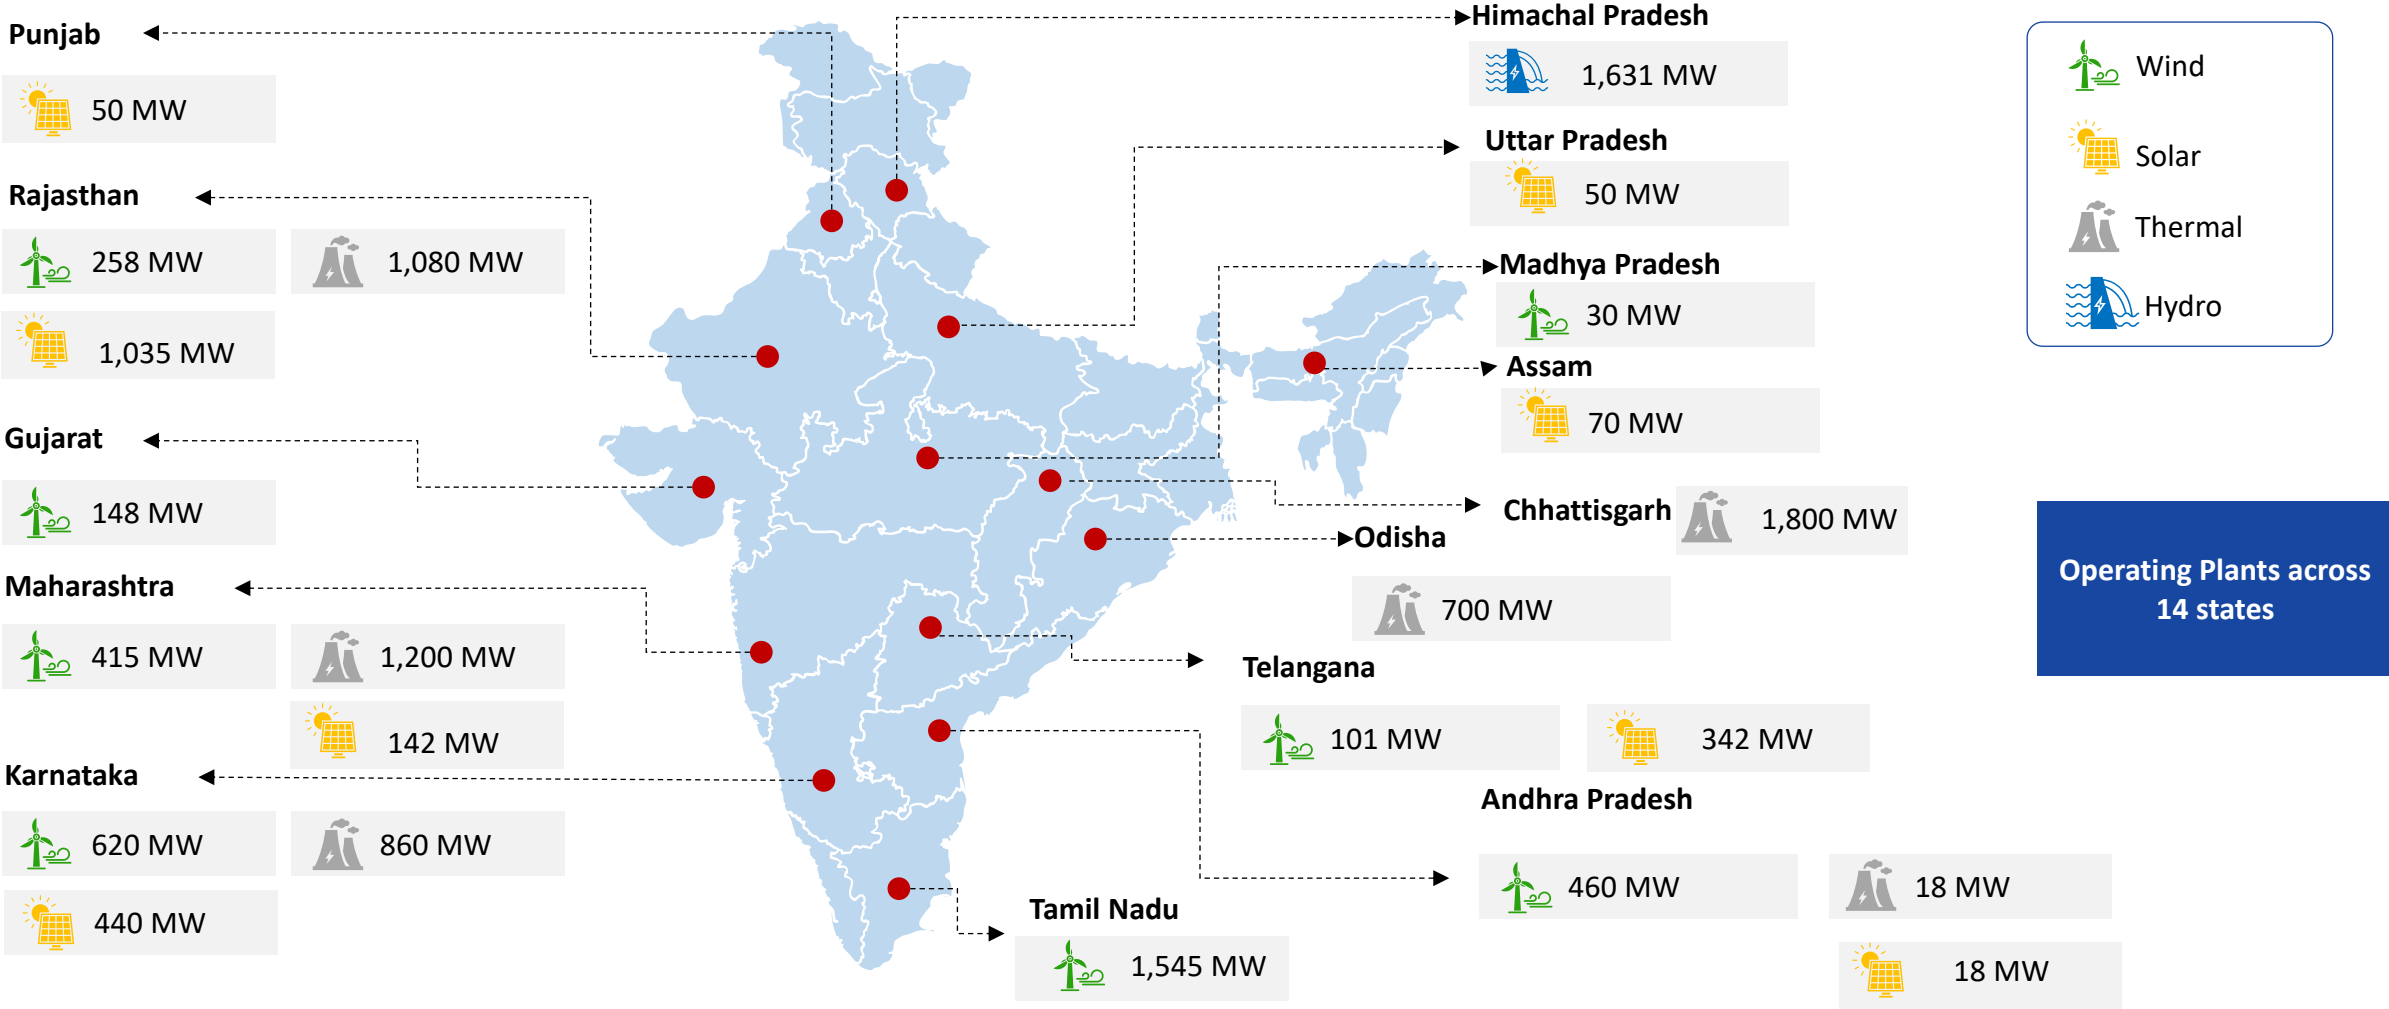 Punjab
50 MW
Rajasthan
258 MW
1,080 MW
1,035 MW
Gujarat
148 MW
Maharashtra
415 MW
1,200 MW
142 MW
Karnataka
620 MW
860 MW
440 MW
Himachal Pradesh
1,631 MW
Uttar Pradesh
50 MW
Madhya Pradesh
30 MW
Assam
70 MW
Chhattisgarh
1,800 MW
Odisha
700 MW
Telangana
101 MW
342 MW
Andhra Pradesh
460 MW
18 MW
18 MW
Tamil Nadu
1,545 MW
Wind
Solar
Thermal
Hydro
Operating Plants across
14 states